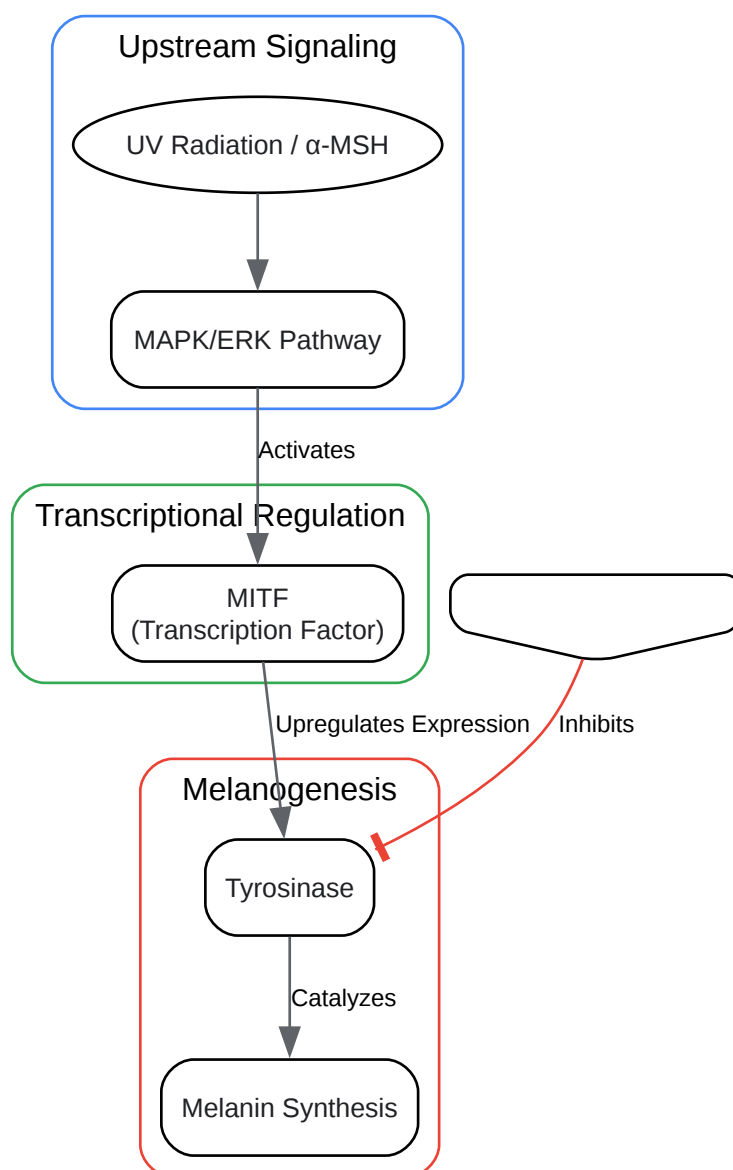 Upstream Signaling
UV Radiation / α-MSH
MAPK/ERK Pathway
Activates
Transcriptional Regulation
MITF
(Transcription Factor)
Upregulates Expression
Inhibits
Melanogenesis
Tyrosinase
Catalyzes
Melanin Synthesis